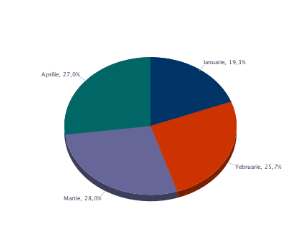 Ianuarie, 19,3%
Aprilie, 27,0%
Februarie, 25,7%
Martie, 28,0%